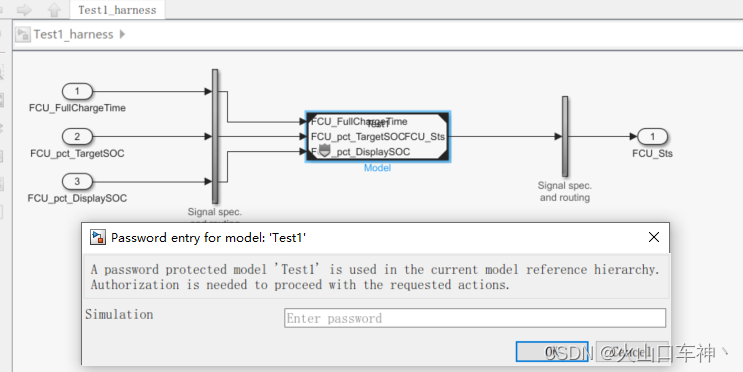 Test1_harness
Test1_harness
1
FCU_FullChargeTime
2
FCU_pct_TargetSOC
3
FCU_pct_DisplaySOC
Signal spec.
and routing
FCU_FullChargeTime
Test1
FCU_pct_TargetSOC FCU_Sts
FCU_pct_DisplaySOC
Model
Signal spec.
and routing
1
FCU_Sts
Password entry for model: 'Test1'
A password protected model 'Test1' is used in the current model reference hierarchy.
Authorization is needed to proceed with the requested actions.
Simulation
Enter password
OK
Cancel
CSDN @火山口车神丶